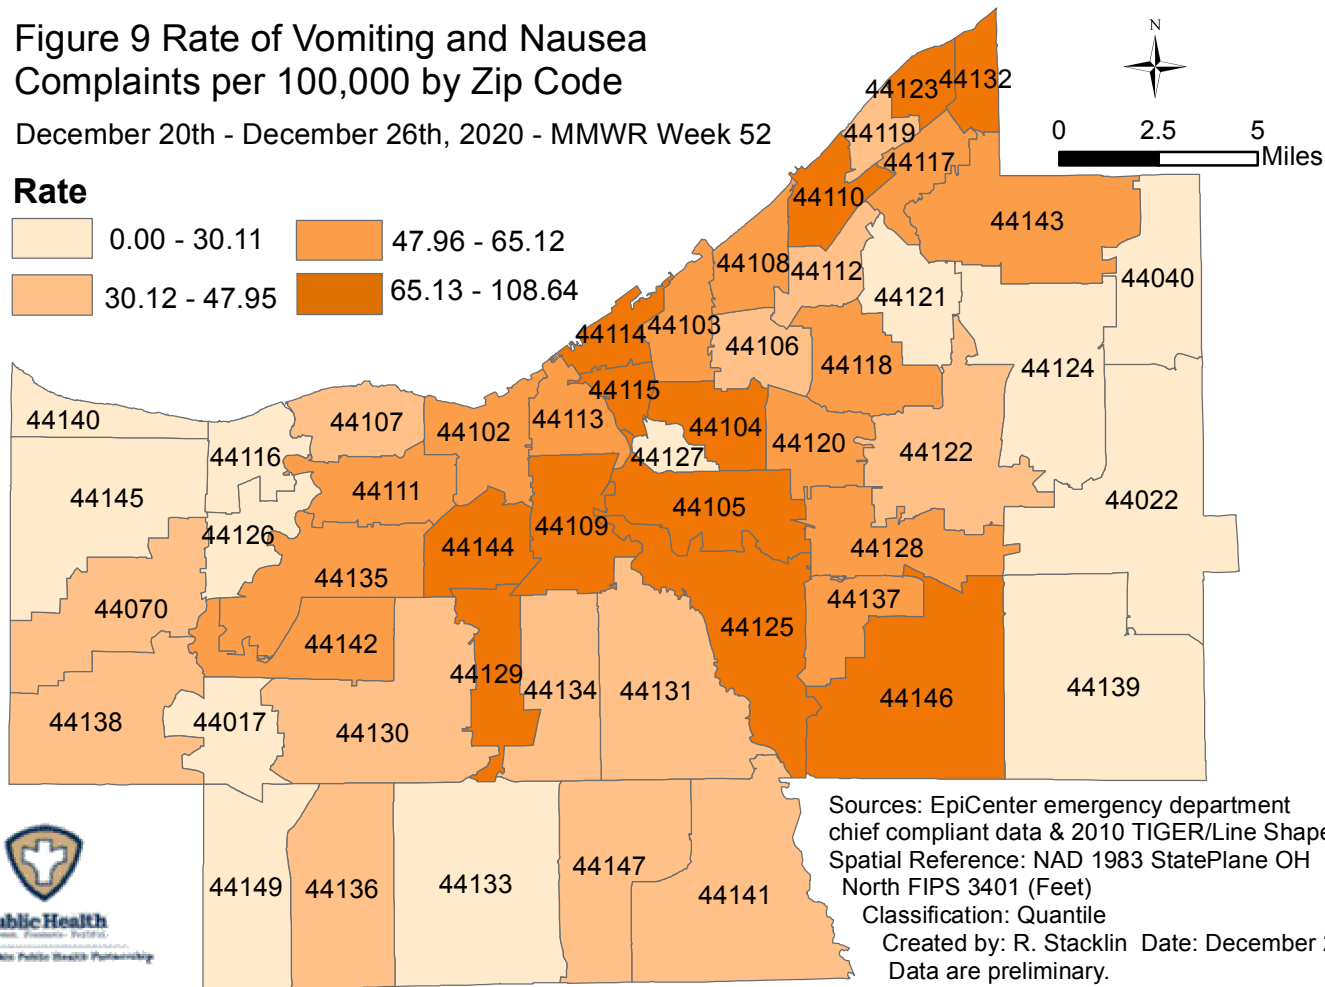 Figure 9 Rate of Vomiting and Nausea
Complaints per 100,000 by Zip Code
December 20th - December 26th, 2020 - MMWR Week 52
Rate
0.00 - 30.11
47.96 - 65.12
30.12 - 47.95
65.13 - 108.64
N
0 2.5 5
Miles
44123
44132
44119
44117
44110
44143
44108
44112
44040
44121
44114
44103
44106
44118
44124
44115
44140
44107
44102
44113
44104
44120
44116
44127
44122
44145
44111
44022
44105
44126
44109
44144
44128
44135
44070
44137
44125
44142
44129
44134
44131
44139
44146
44138
44017
44130
44147
44149
44136
44133
44141
Sources: EpiCenter emergency department
chief compliant data & 2010 TIGER/Line Shape
Spatial Reference: NAD 1983 StatePlane OH
North FIPS 3401 (Feet)
Classification: Quantile
Created by: R. Stacklin Date: December
Data are preliminary.
Public Health
Public Health Partnership